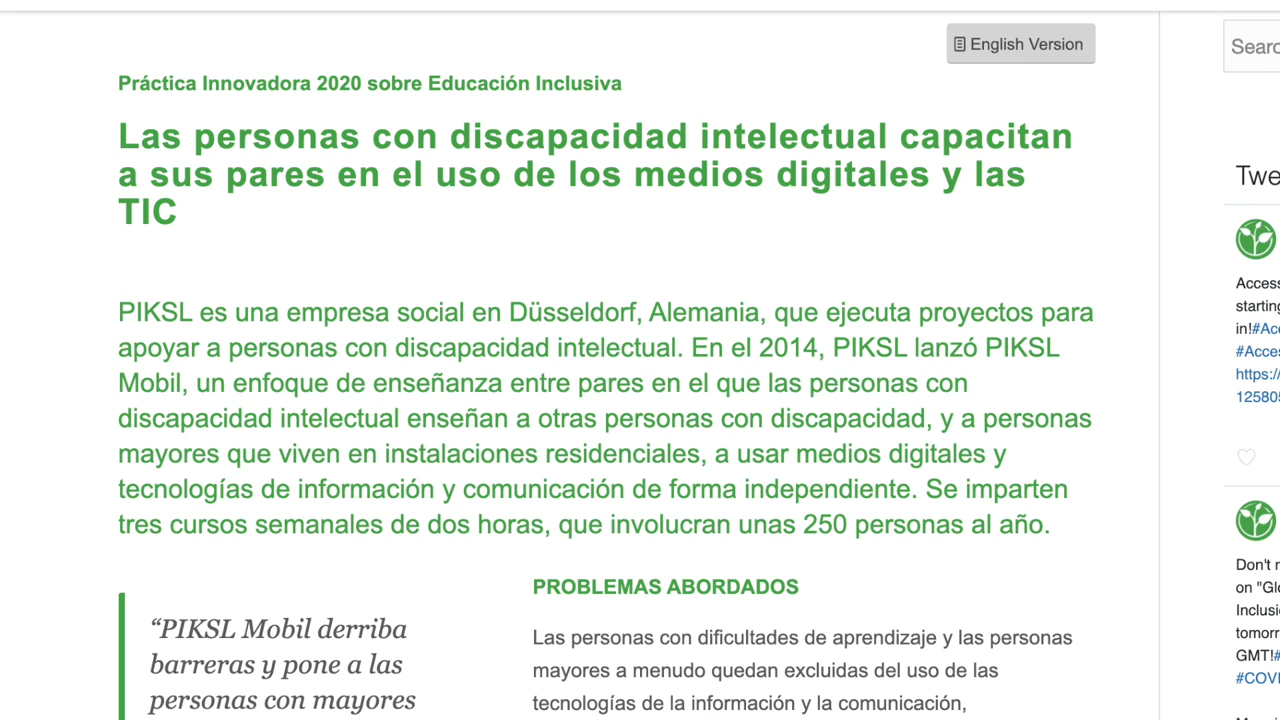 English Version
Práctica Innovadora 2020 sobre Educación Inclusiva
Las personas con discapacidad intelectual capacitan
a sus pares en el uso de los medios digitales y las
TIC
PIKSL es una empresa social en Düsseldorf, Alemania, que ejecuta proyectos para
apoyar a personas con discapacidad intelectual. En el 2014, PIKSL lanzó PIKSL
Mobil, un enfoque de enseñanza entre pares en el que las personas con
discapacidad intelectual enseñan a otras personas con discapacidad, y a personas
mayores que viven en instalaciones residenciales, a usar medios digitales y
tecnologías de información y comunicación de forma independiente. Se imparten
tres cursos semanales de dos horas, que involucran unas 250 personas al año.
“PIKSL Mobil derriba
barreras y pone a las
personas con mayores
PROBLEMAS ABORDADOS
Las personas con dificultades de aprendizaje y las personas
mayores a menudo quedan excluidas del uso de las
tecnologías de la información y la comunicación,
Searc
Twe
Access
starting
in!#Acc
#Acces
https:/
12580
Don't r
on "Glo
Inclusi
tomorr
GMT!#
#COVI